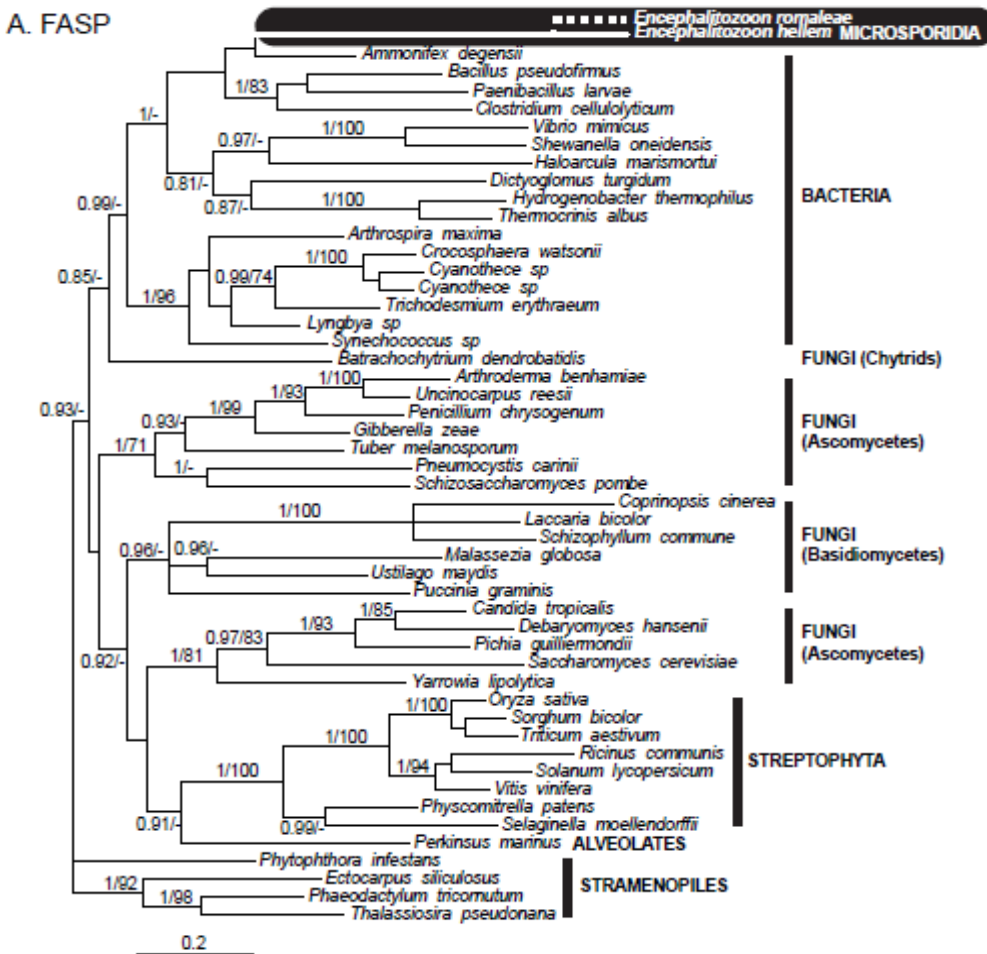 A. FASP
Encephalitozoon romaleae
Encephalitozoon hellem MICROSPORIDIA
Ammonifex degensii
Bacillus pseudofirmus
1/83
Paenibacillus larvae
Clostridium cellulolyticum
1/-
1/100
Vibrio mimicus
0.97/-
Shewanella oneidensis
Haloarcula marismortui
0.81/-
Dictyoglomus turgidum
BACTERIA
0.99/-
0.87/-
1/100
Hydrogenobacter thermophilus
Thermocrinis albus
Arthrospira maxima
1/100
Crocosphaera watsonii
0.85/-
0.99/74
Cyanothece sp
Cyanothece sp
1/96
Trichodesmium erythraeum
Lyngbya sp
Synechococcus sp
Batrachochytrium dendrobatidis
FUNGI (Chytrids)
1/100
Arthroderma benhamiae
1/93
Uncinocarpus reesii
0.93/-
1/99
Penicillium chrysogenum
0.93/-
Gibberella zeae
FUNGI
(Ascomycetes)
1/71
Tuber melanosporum
1/-
Pneumocystis carinii
Schizosaccharomyces pombe
Coprinopsis cinerea
1/100
Laccaria bicolor
Schizophyllum commune
FUNGI
(Basidiomycetes)
0.96/-
0.96/-
Malassezia globosa
Ustilago maydis
Puccinia graminis
1/85
Candida tropicalis
1/93
Debaryomyces hansenii
FUNGI
(Ascomycetes)
0.97/83
Pichia guilliermondii
0.92/-
1/81
Saccharomyces cerevisiae
Yarrowia lipolytica
1/100
Oryza sativa
Sorghum bicolor
1/100
Triticum aestivum
Ricinus communis
STREPTOPHYTA
1/100
1/94
Solanum lycopersicum
Vitis vinifera
Physcomitrella patens
0.91/-
0.99/-
Selaginella moellendorffii
Perkinsus marinus ALVEOLATES
Phytophthora infestans
1/92
Ectocarpus siliculosus
STRAMENOPILES
1/98
Phaeodactylum tricornutum
Thalassiosira pseudonana
0.2